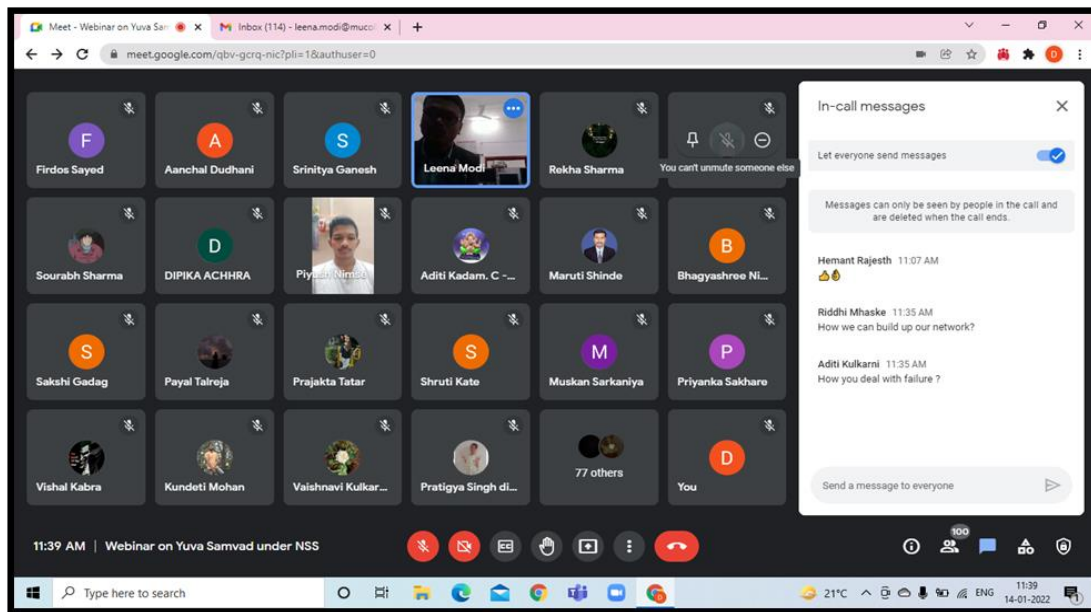 Meet - Webinar on Yuva Sam
Inbox (114) - leena.modi@muco
meet.google.com/qbv-gcrq-nic?pli=1&authuser=0
D
F
Firdos Sayed
A
Aanchal Dudhani
S
Srinitya Ganesh
Leena Modi
Rekha Sharma
You can't unmute someone else
Sourabh Sharma
D
DIPIKA ACHHRA
Piyush Nimse
Aditi Kadam. C -...
Maruti Shinde
B
Bhagyashree Ni...
S
Sakshi Gadag
Payal Talreja
Prajakta Tatar
S
Shruti Kate
M
Muskan Sarkaniya
P
Priyanka Sakhare
Vishal Kabra
Kundeti Mohan
Vaishnavi Kulkar...
Pratigya Singh di...
77 others
D
You
In-call messages
Let everyone send messages
Messages can only be seen by people in the call and
are deleted when the call ends.
Hemant Rajesth 11:07 AM
👍👌
Riddhi Mhaske 11:35 AM
How we can build up our network?
Aditi Kulkarni 11:35 AM
How you deal with failure ?
Send a message to everyone
11:39 AM | Webinar on Yuva Samvad under NSS
CC
100
Type here to search
21°C
ENG
11:39
14-01-2022